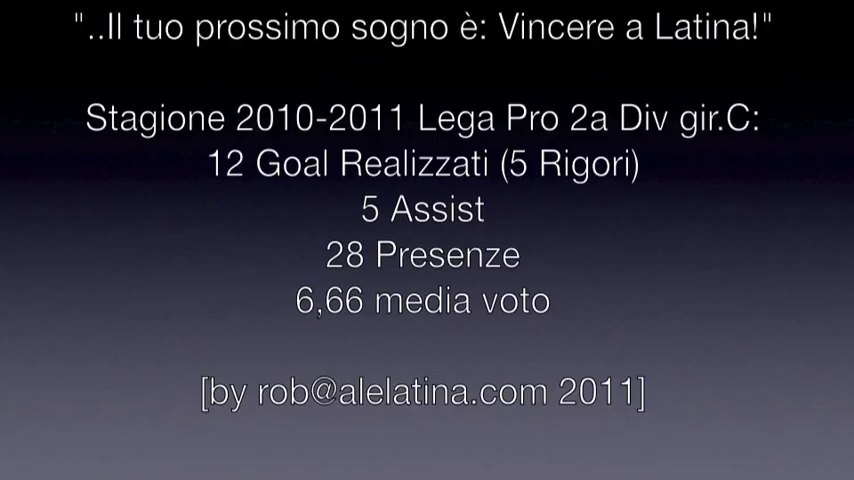 "..Il tuo prossimo sogno è: Vincere a Latina!"
Stagione 2010-2011 Lega Pro 2a Div gir.C:
12 Goal Realizzati (5 Rigori)
5 Assist
28 Presenze
6,66 media voto
[by rob@alelatina.com 2011]